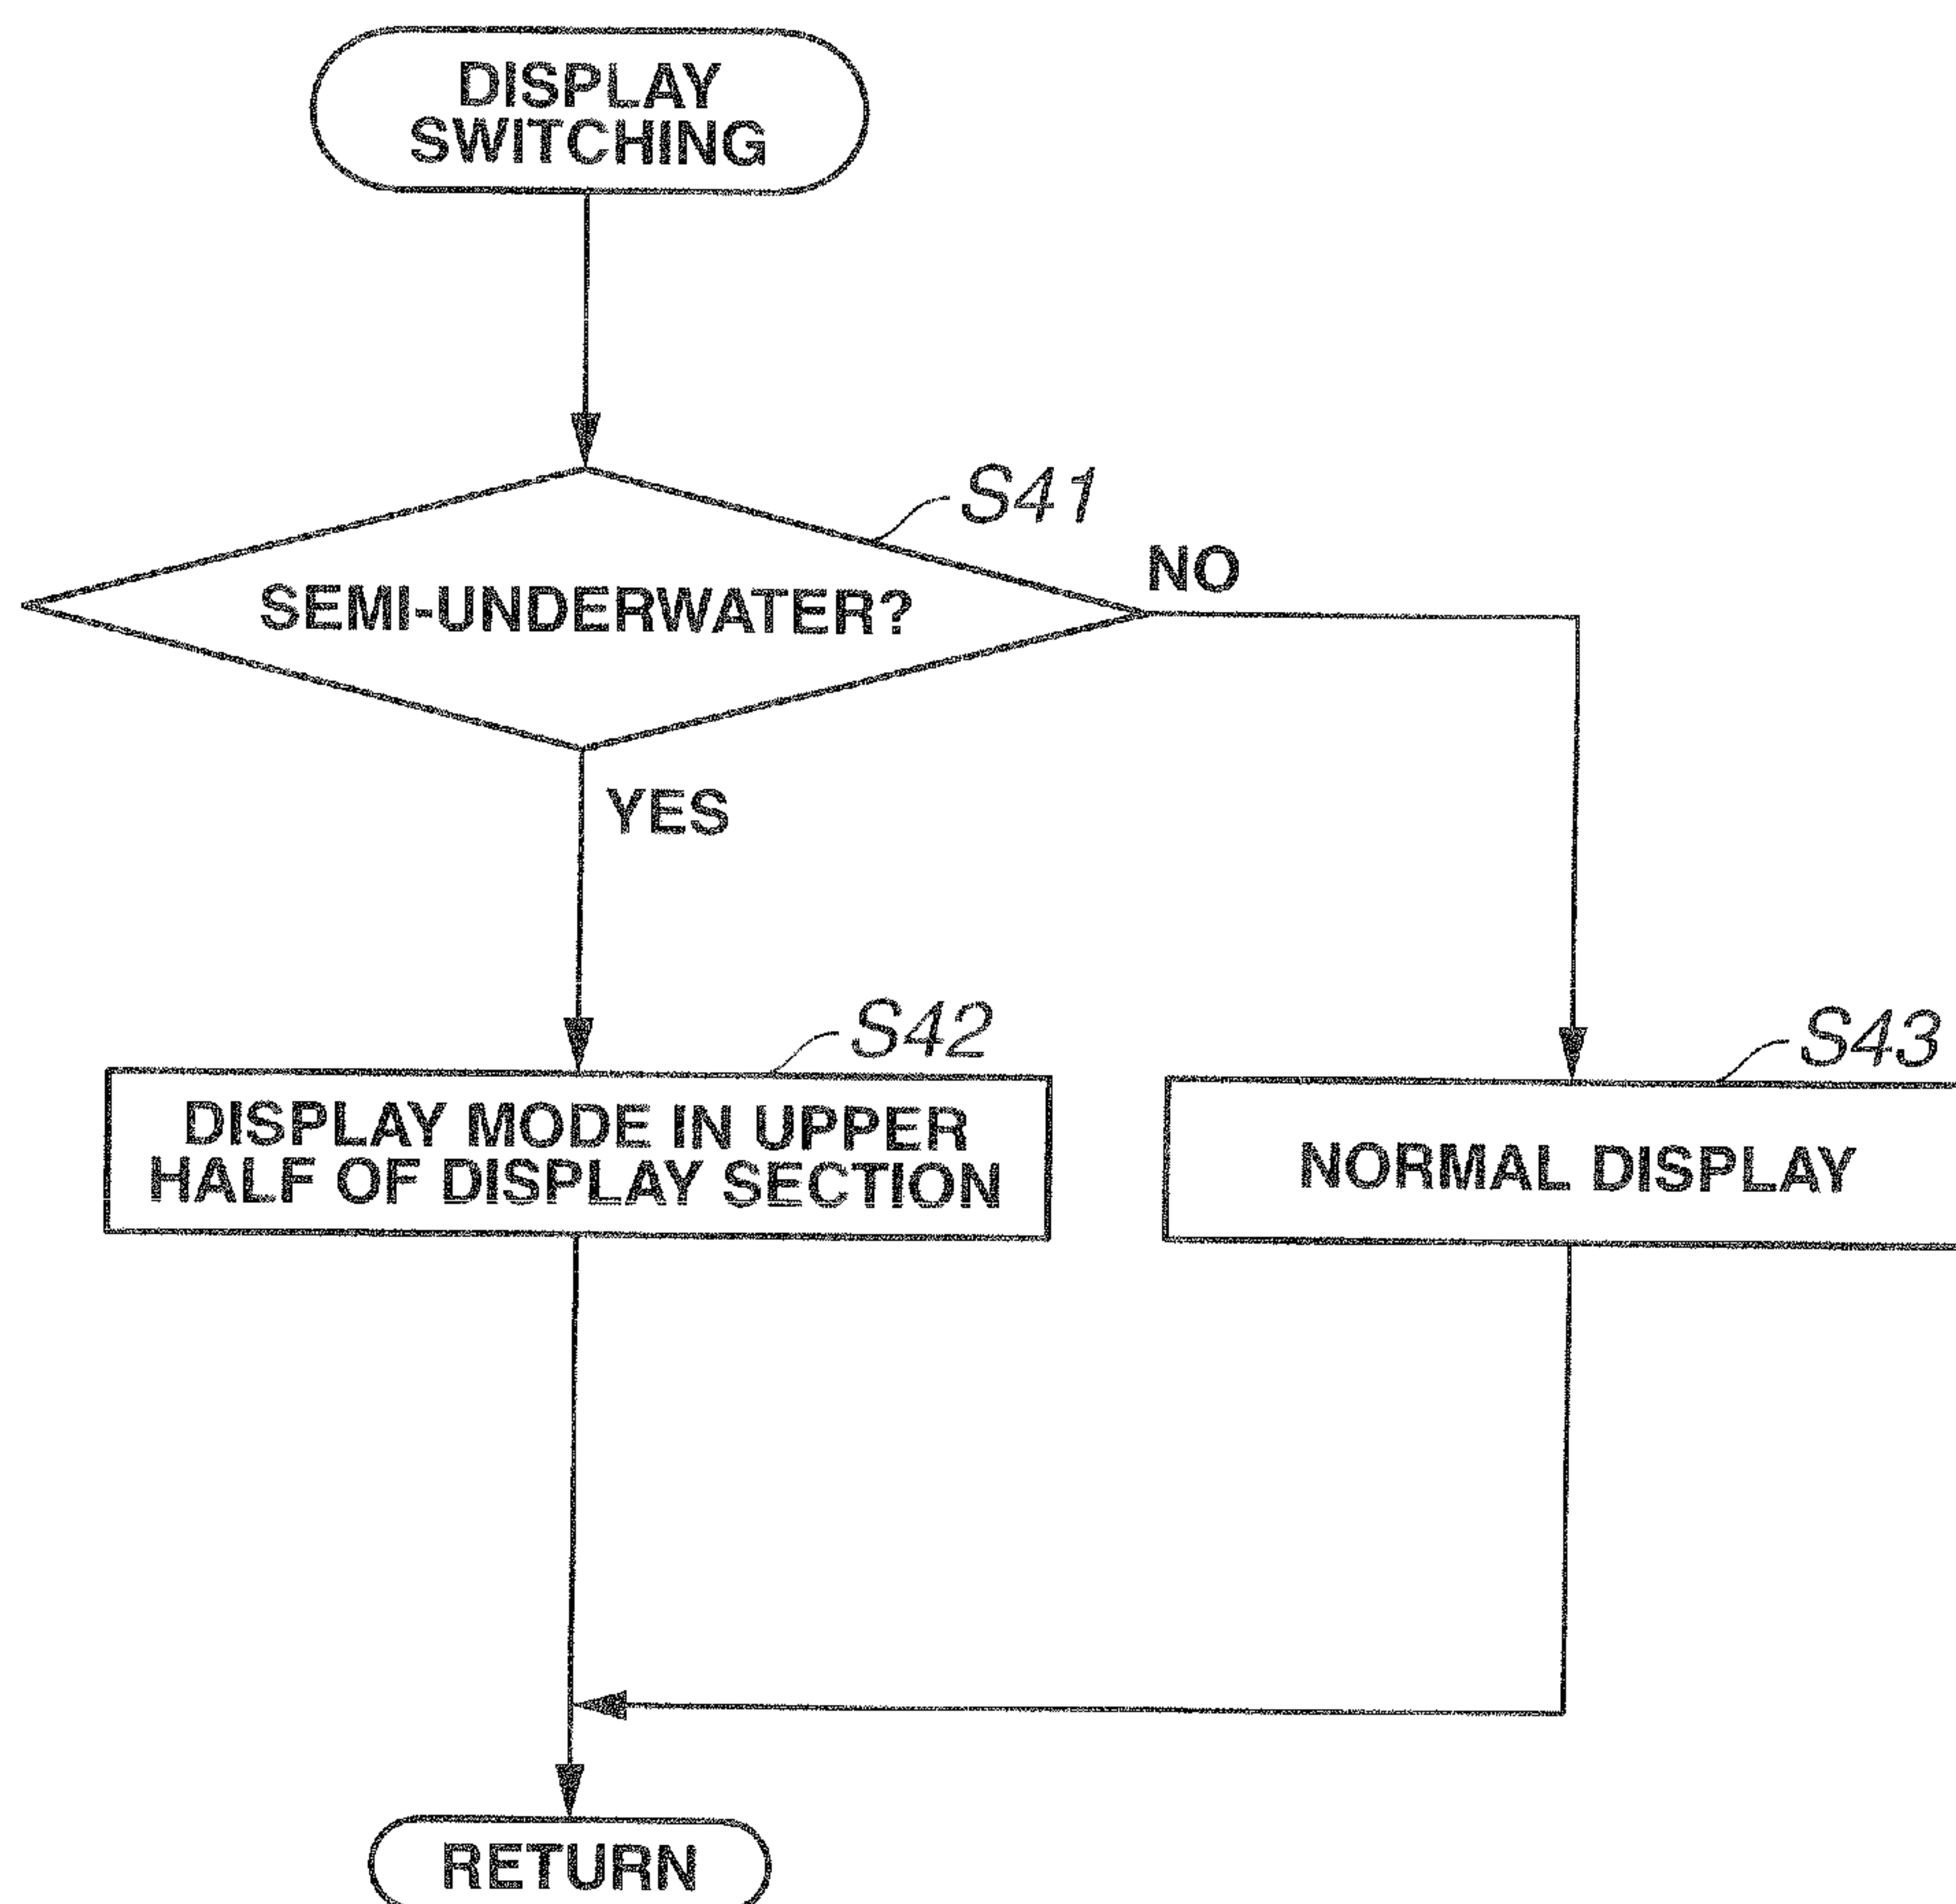 DISPLAY
SWITCHING
S41
SEMI-UNDERWATER?
NO
YES
S42
S43
DISPLAY MODE IN UPPER
HALF OF DISPLAY SECTION
NORMAL DISPLAY
RETURN